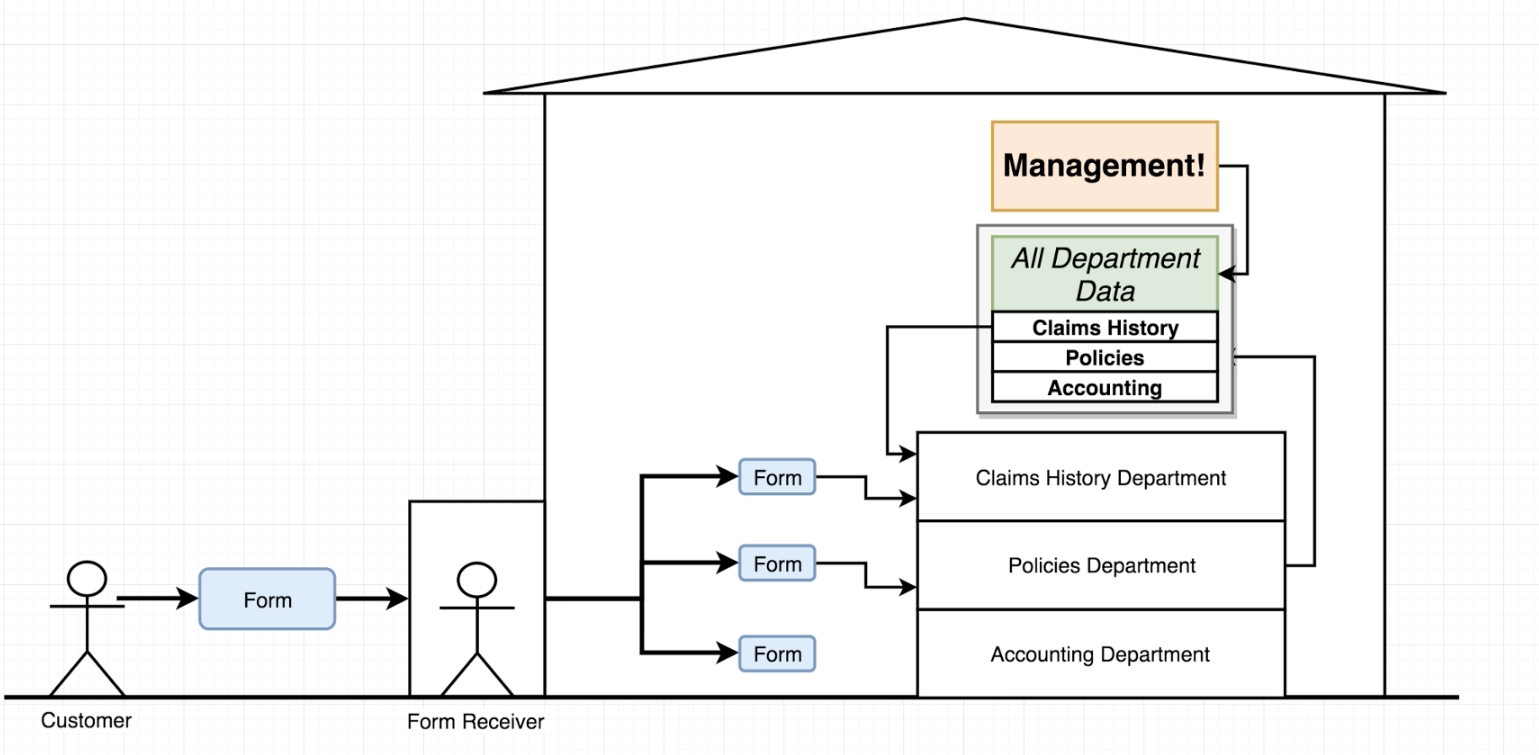 Management!
All Department
Data
Claims History
Policies
Accounting
Form
Claims History Department
Form
Policies Department
Form
Form
Accounting Department
Customer
Form Receiver